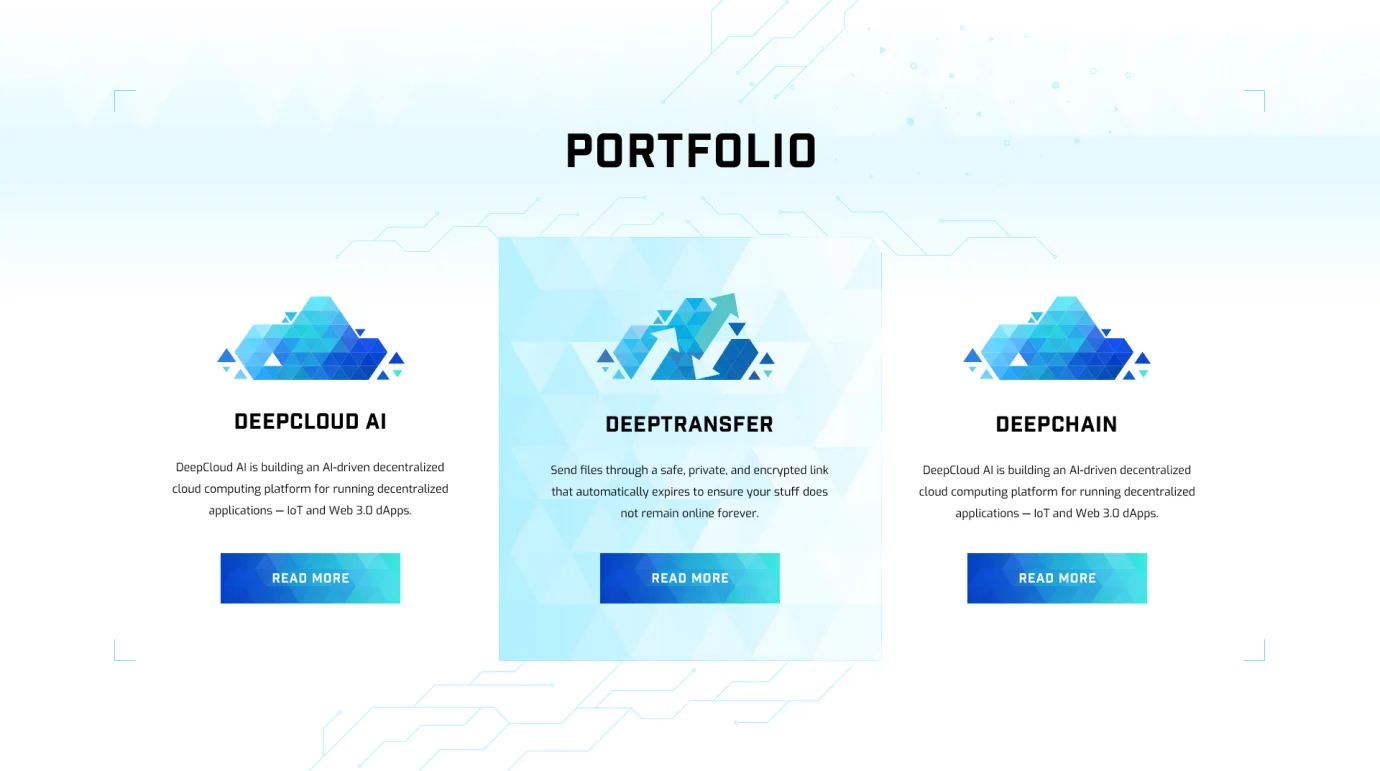 PORTFOLIO
DEEPCLOUD AI
DeepCloud AI is building an AI-driven decentralized
cloud computing platform for running decentralized
applications — IoT and Web 3.0 dApps.
READ MORE
DEEPTRANSFER
Send files through a safe, private, and encrypted link
that automatically expires to ensure your stuff does
not remain online forever.
READ MORE
DEEPCHAIN
DeepCloud AI is building an AI-driven decentralized
cloud computing platform for running decentralized
applications — IoT and Web 3.0 dApps.
READ MORE